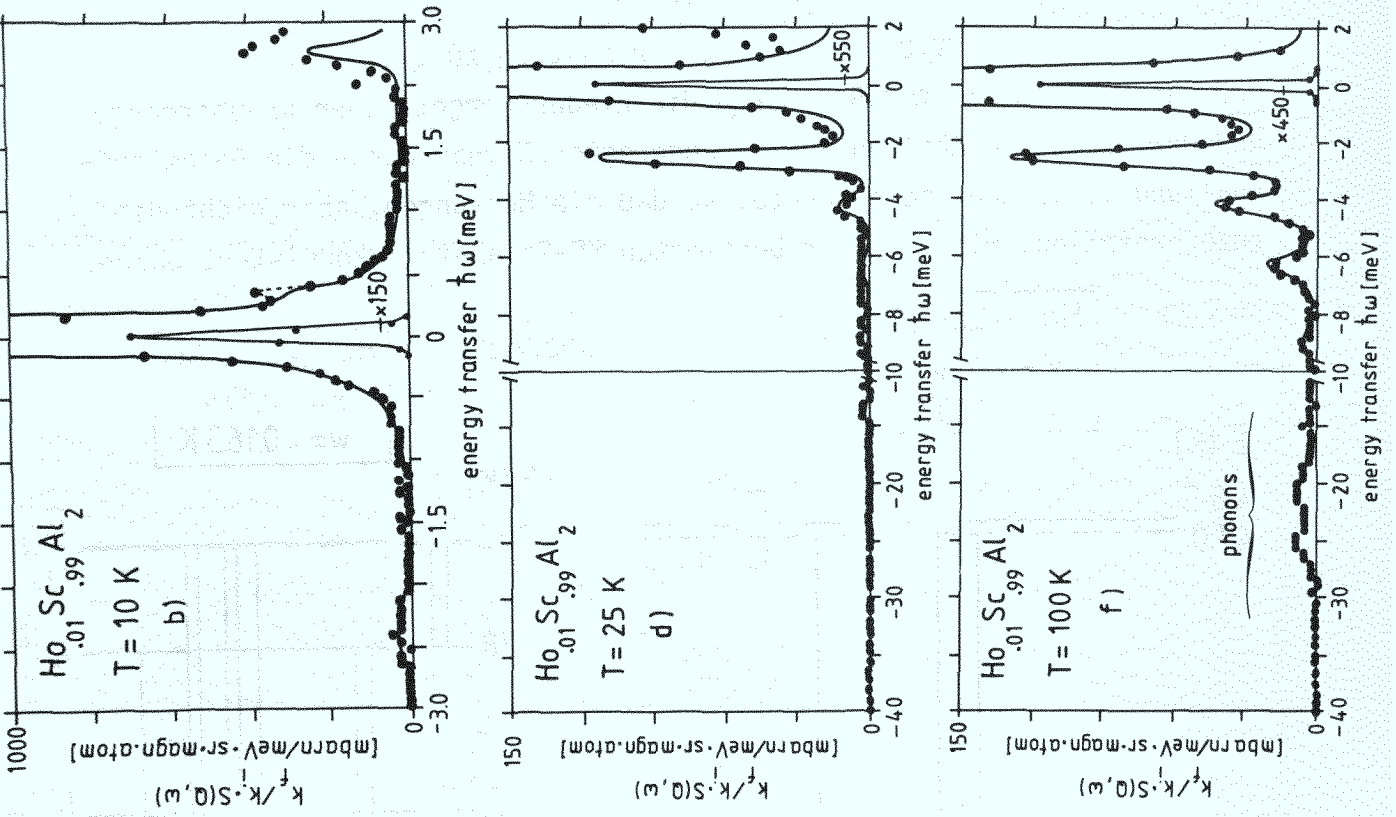 1000
0
k_f/k_i·S(Q,ω)
[mbarn/meV·sr·magn.atom]
Ho.01Sc.99Al2
T = 10 K
b)
×150
-3.0
-1.5
0
1.5
3.0
energy transfer ħω[meV]
150
0
k_f/k_i·S(Q,ω)
[mbarn/meV·sr·magn.atom]
Ho.01Sc.99Al2
T = 25 K
d)
×550
-40
-30
-20
-10
-8
-6
-4
-2
0
2
energy transfer ħω[meV]
150
0
k_f/k_i·S(Q,ω)
[mbarn/meV·sr·magn.atom]
Ho.01Sc.99Al2
T = 100K
f)
phonons
×450
-40
-30
-20
-10
-8
-6
-4
-2
0
2
energy transfer ħω[meV]